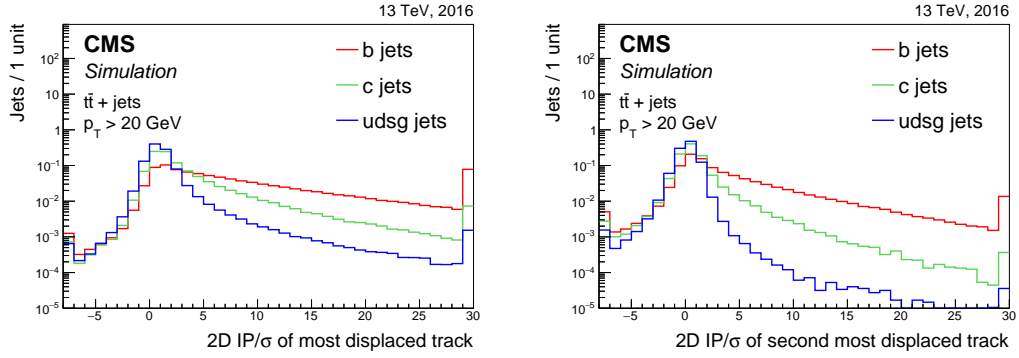 13 TeV, 2016
Jets / 1 unit
10²
10
1
10⁻¹
10⁻²
10⁻³
10⁻⁴
10⁻⁵
CMS
Simulation
tt̄ + jets
p_T > 20 GeV
b jets
c jets
udsg jets
−5 0 5 10 15 20 25 30
2D IP/σ of most displaced track
13 TeV, 2016
Jets / 1 unit
10²
10
1
10⁻¹
10⁻²
10⁻³
10⁻⁴
10⁻⁵
CMS
Simulation
tt̄ + jets
p_T > 20 GeV
b jets
c jets
udsg jets
−5 0 5 10 15 20 25 30
2D IP/σ of second most displaced track